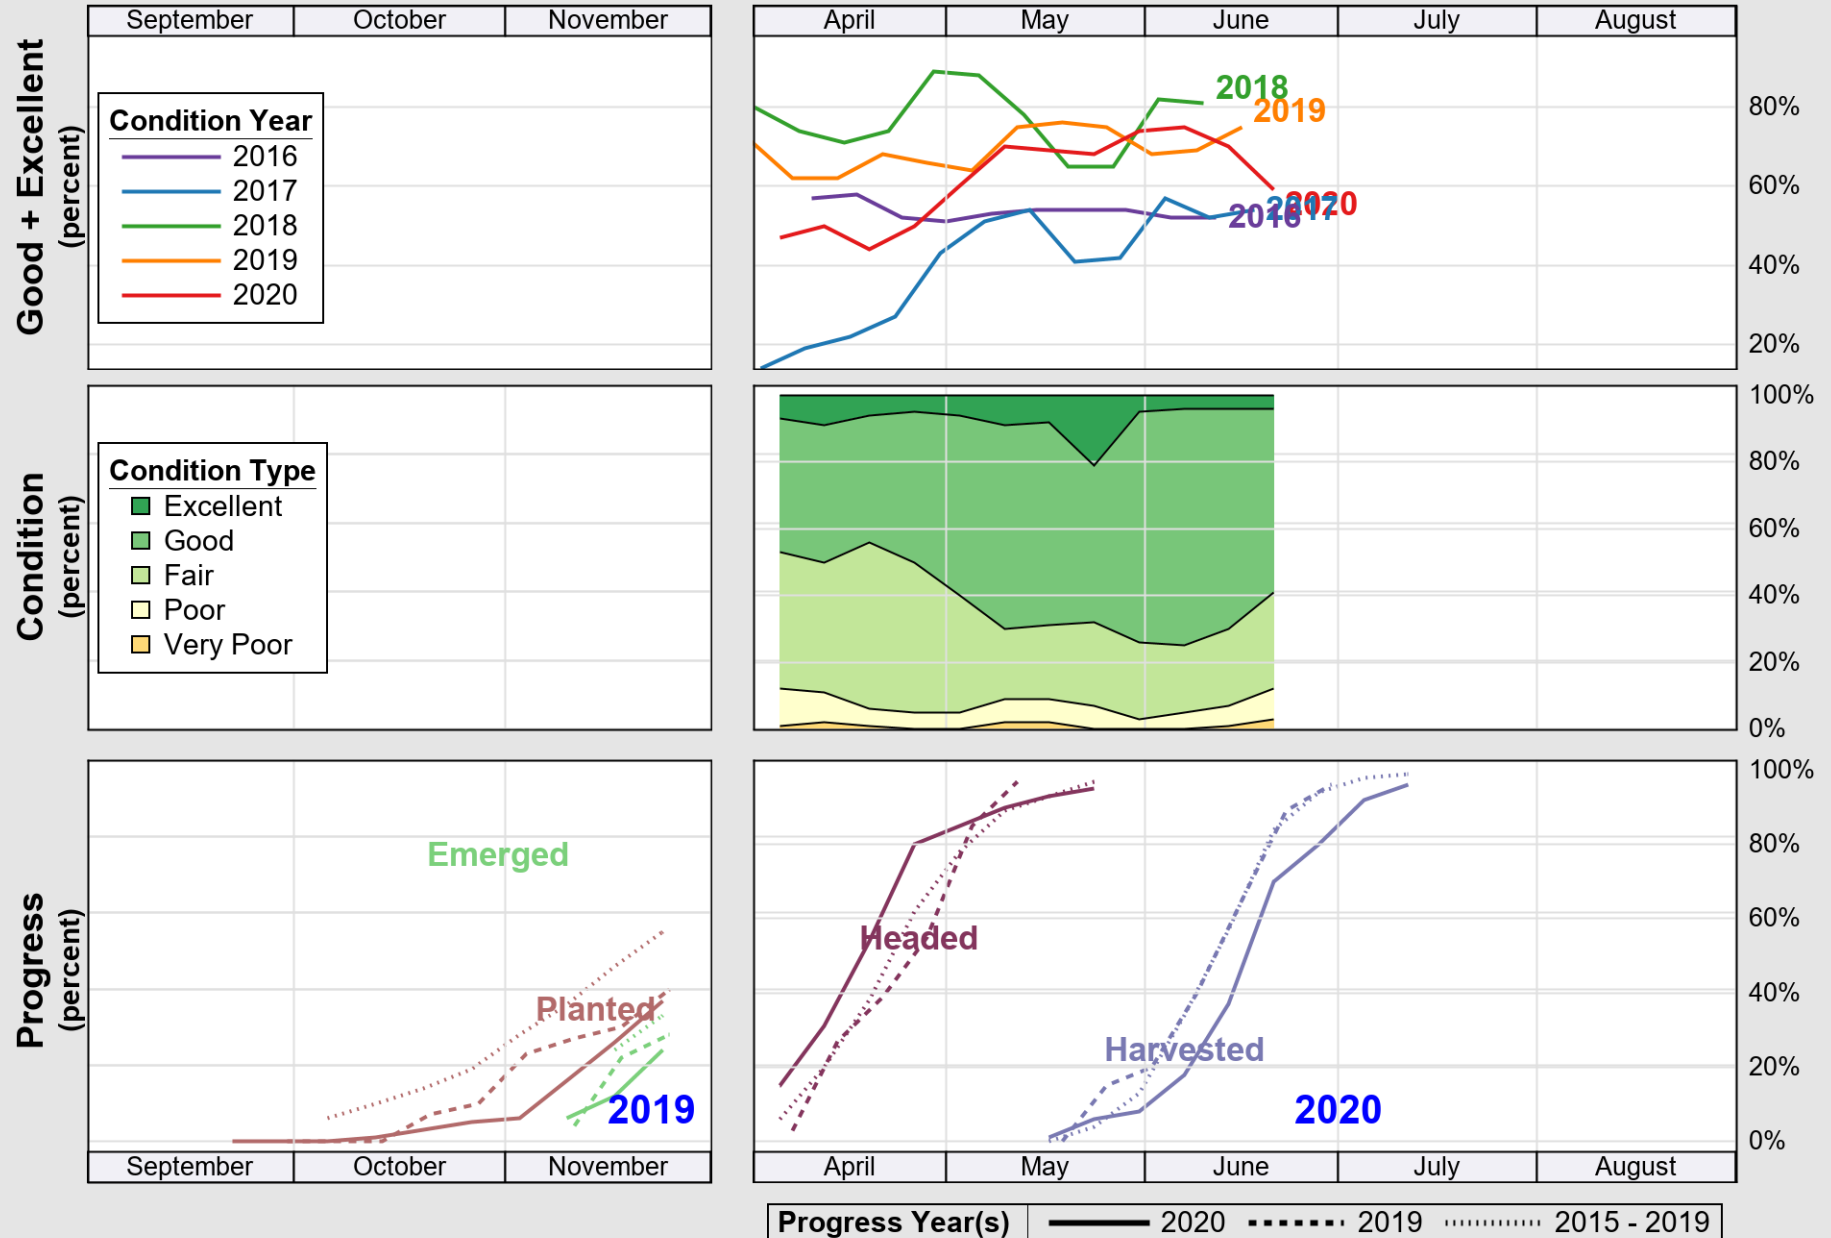 September October November April May June July August
Good + Excellent
(percent)
Condition Year
2016
2017
2018
2019
2020
2018
2019
2020
2017
2016
80%
60%
40%
20%
Condition
(percent)
Condition Type
Excellent
Good
Fair
Poor
Very Poor
100%
80%
60%
40%
20%
0%
Progress
(percent)
Emerged
Planted
2019
Headed
Harvested
2020
100%
80%
60%
40%
20%
0%
September October November April May June July August
Progress Year(s) 2020 2019 2015 - 2019